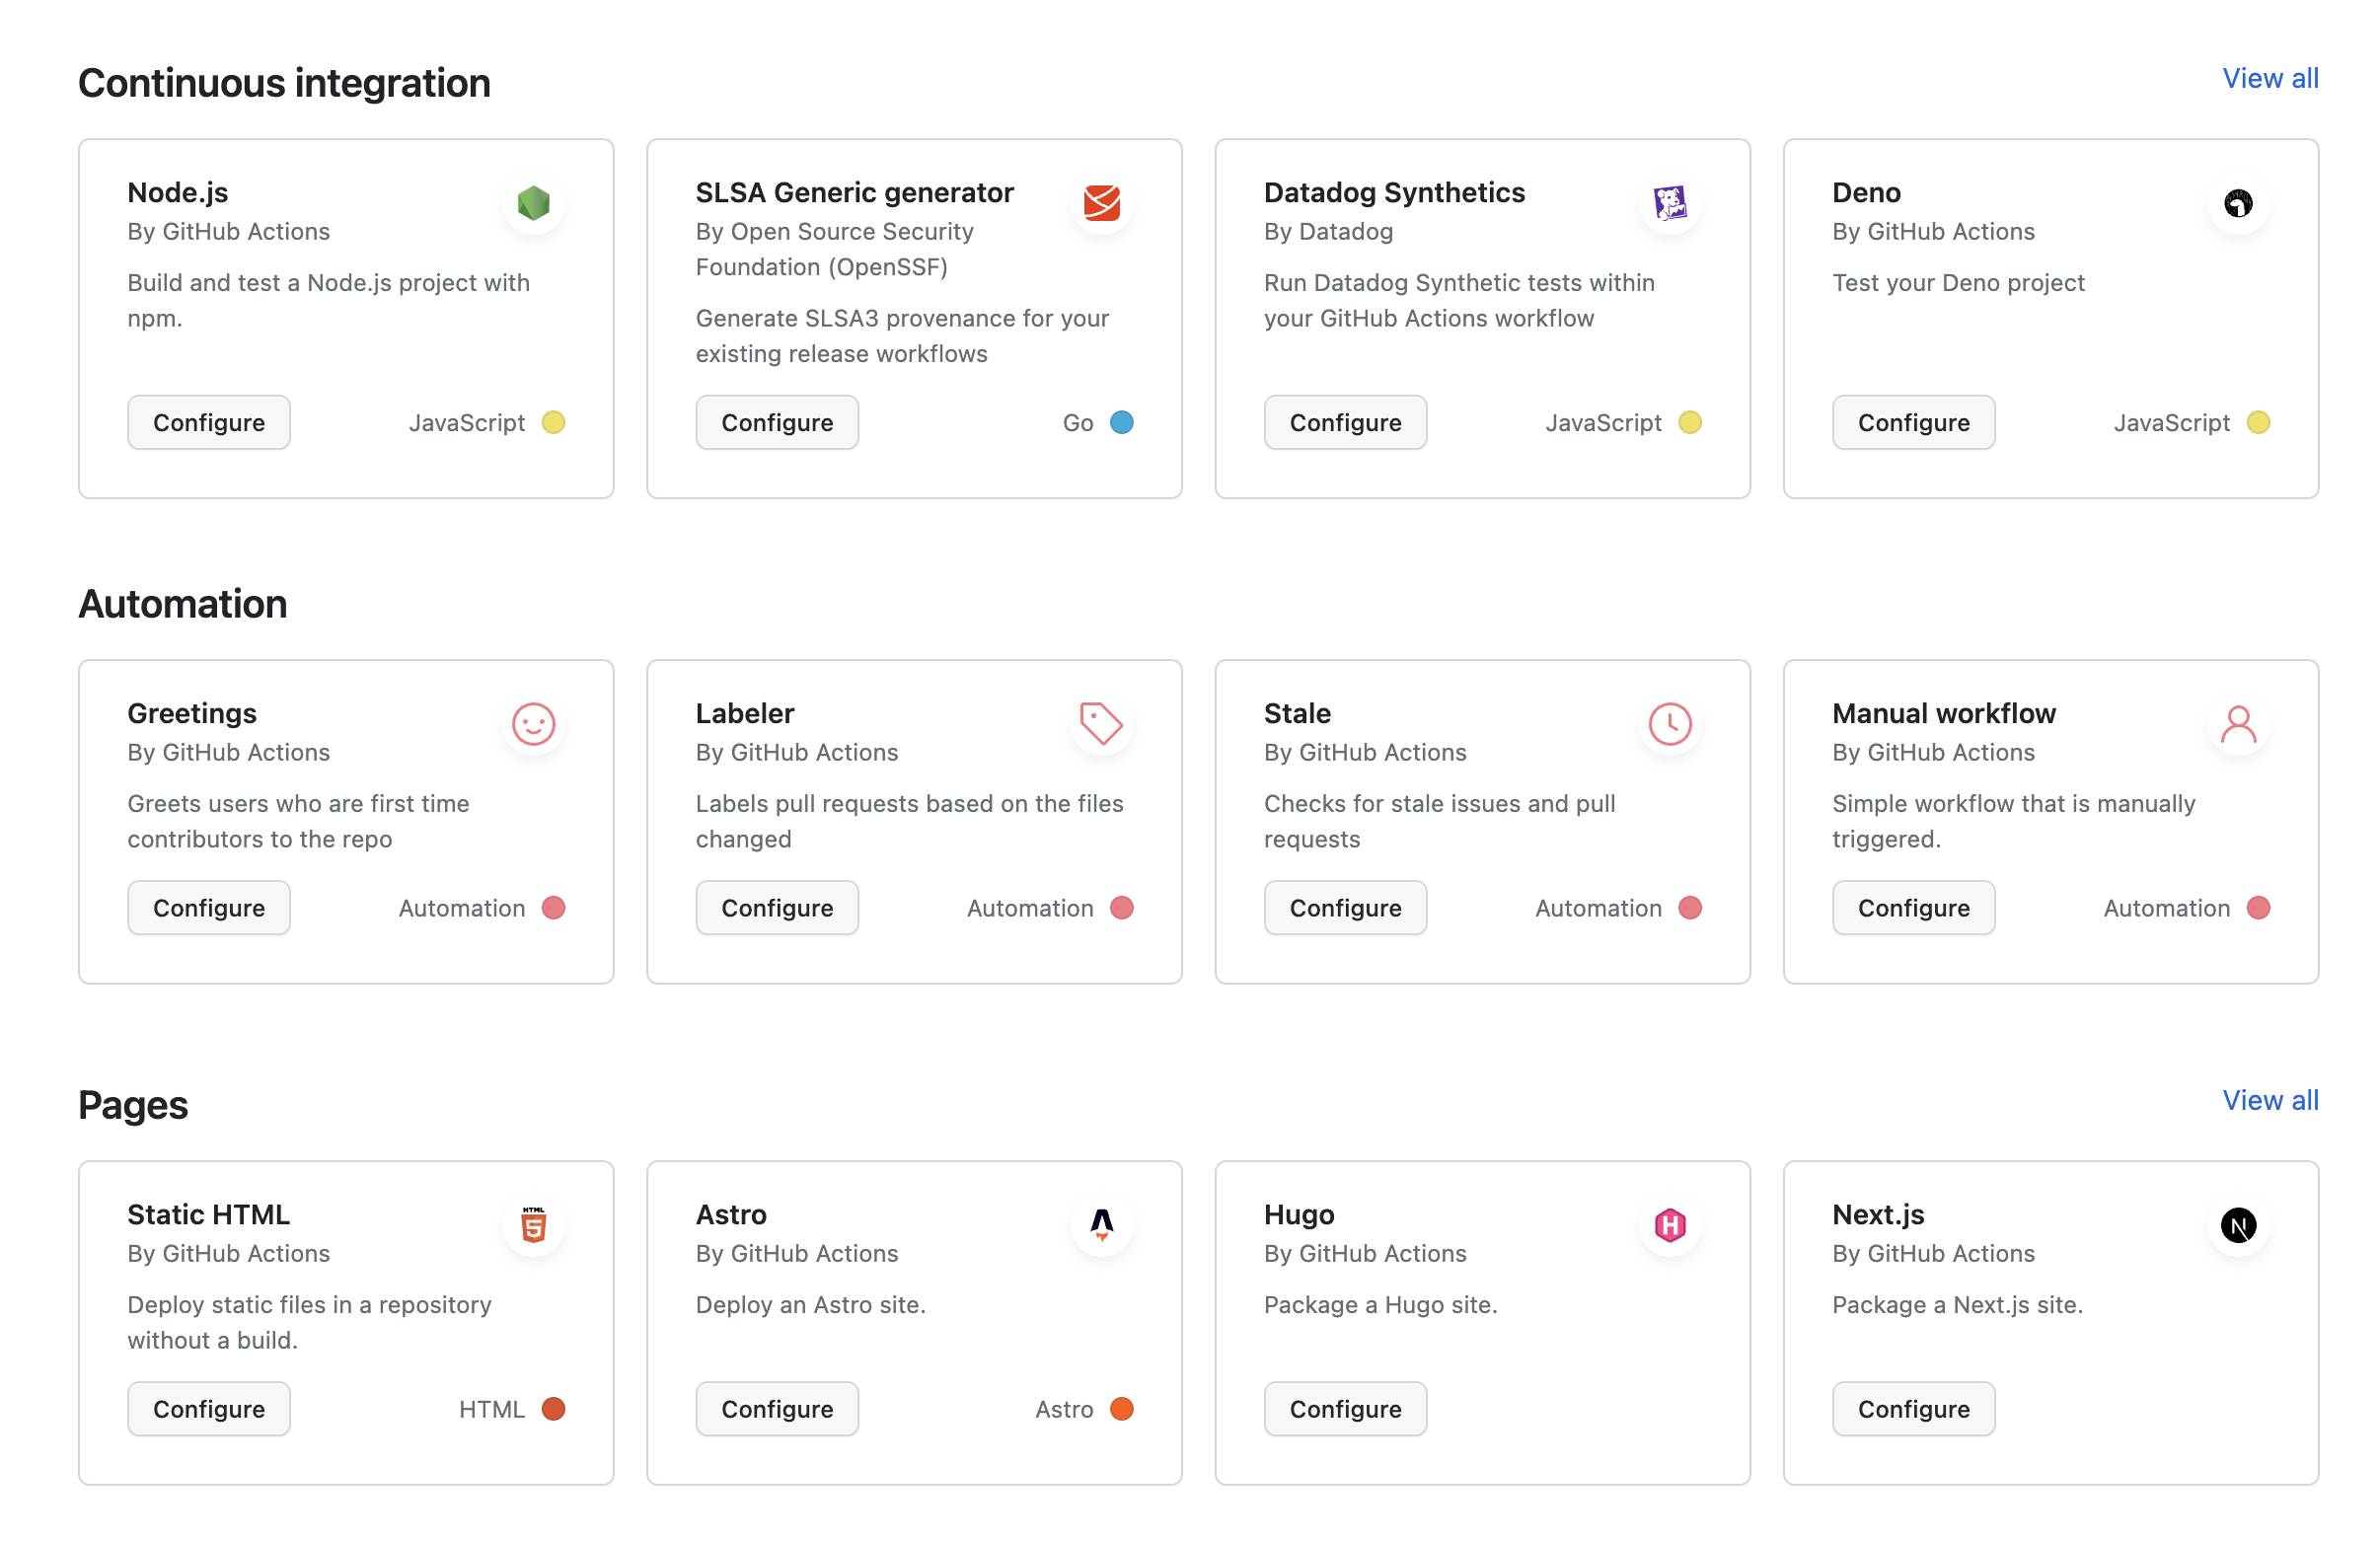 Continuous integration
View all
Node.js
By GitHub Actions
Build and test a Node.js project with
npm.
Configure
JavaScript
SLSA Generic generator
By Open Source Security
Foundation (OpenSSF)
Generate SLSA3 provenance for your
existing release workflows
Configure
Go
Datadog Synthetics
By Datadog
Run Datadog Synthetic tests within
your GitHub Actions workflow
Configure
JavaScript
Deno
By GitHub Actions
Test your Deno project
Configure
JavaScript
Automation
Greetings
By GitHub Actions
Greets users who are first time
contributors to the repo
Configure
Automation
Labeler
By GitHub Actions
Labels pull requests based on the files
changed
Configure
Automation
Stale
By GitHub Actions
Checks for stale issues and pull
requests
Configure
Automation
Manual workflow
By GitHub Actions
Simple workflow that is manually
triggered.
Configure
Automation
Pages
View all
Static HTML
By GitHub Actions
HTML
5
Deploy static files in a repository
without a build.
Configure
HTML
Astro
By GitHub Actions
Deploy an Astro site.
Configure
Astro
Hugo
By GitHub Actions
H
Package a Hugo site.
Configure
Next.js
By GitHub Actions
N
Package a Next.js site.
Configure